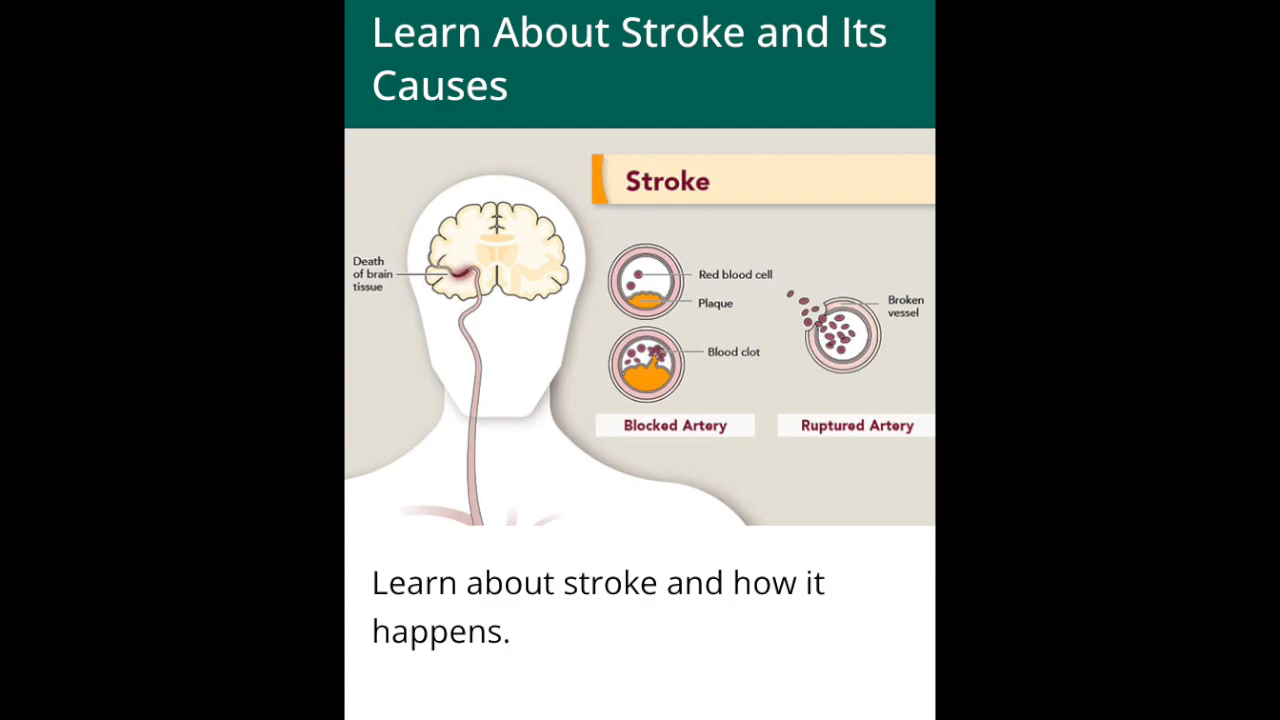 Learn About Stroke and Its
Causes
Stroke
Death
of brain
tissue
Red blood cell
Plaque
Blood clot
Broken
vessel
Blocked Artery
Ruptured Artery
Learn about stroke and how it
happens.